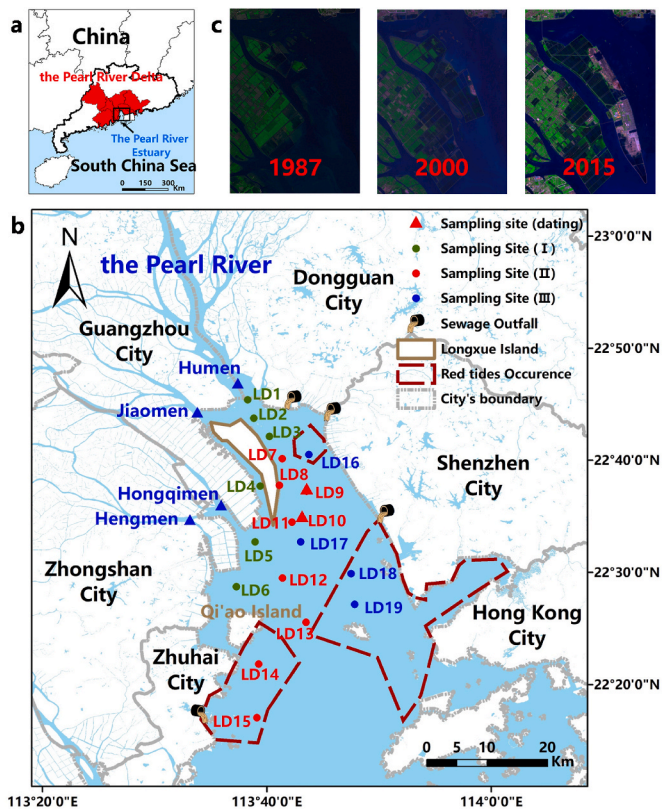 a
China
the Pearl River Delta
The Pearl River
Estuary
South China Sea
0 150 300
Km
c
1987
2000
2015
b
N
the Pearl River
Dongguan
City
Guangzhou
City
Humen
Jiaomen
Hongqimen
Hengmen
Zhongshan
City
Zhuhai
City
Shenzhen
City
Hong Kong
City
Qi'ao Island
LD1
LD2
LD3
LD4
LD5
LD6
LD7
LD8
LD9
LD10
LD11
LD12
LD13
LD14
LD15
LD16
LD17
LD18
LD19
Sampling site (dating)
Sampling Site (Ⅰ)
Sampling Site (Ⅱ)
Sampling Site (Ⅲ)
Sewage Outfall
Longxue Island
Red tides Occurence
City's boundary
23°0'0"N
22°50'0"N
22°40'0"N
22°30'0"N
22°20'0"N
0 5 10 20
Km
113°20'0"E
113°40'0"E
114°0'0"E